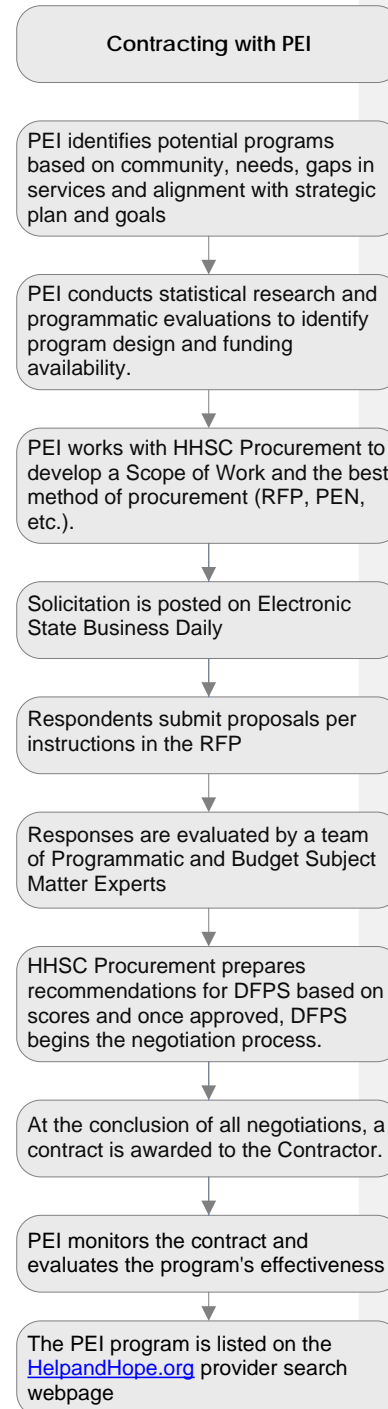 Contracting with PEI
PEI identifies potential programs
based on community, needs, gaps in
services and alignment with strategic
plan and goals
PEI conducts statistical research and
programmatic evaluations to identify
program design and funding
availability.
PEI works with HHSC Procurement to
develop a Scope of Work and the best
method of procurement (RFP, PEN,
etc.).
Solicitation is posted on Electronic
State Business Daily
Respondents submit proposals per
instructions in the RFP
Responses are evaluated by a team
of Programmatic and Budget Subject
Matter Experts
HHSC Procurement prepares
recommendations for DFPS based on
scores and once approved, DFPS
begins the negotiation process.
At the conclusion of all negotiations, a
contract is awarded to the Contractor.
PEI monitors the contract and
evaluates the program's effectiveness
The PEI program is listed on the
HelpandHope.org provider search
webpage